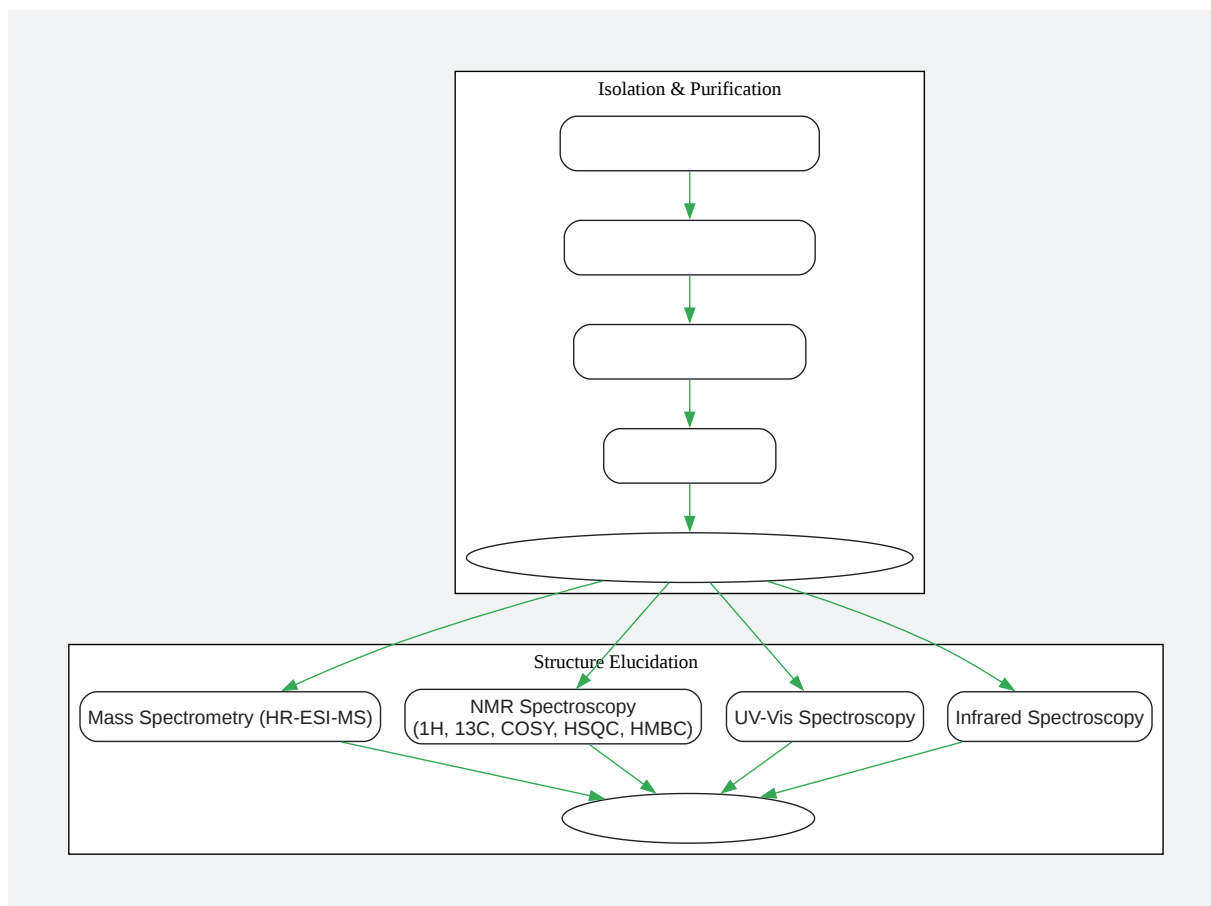 Isolation & Purification
Structure Elucidation
Mass Spectrometry (HR-ESI-MS)
NMR Spectroscopy
(1H, 13C, COSY, HSQC, HMBC)
UV-Vis Spectroscopy
Infrared Spectroscopy